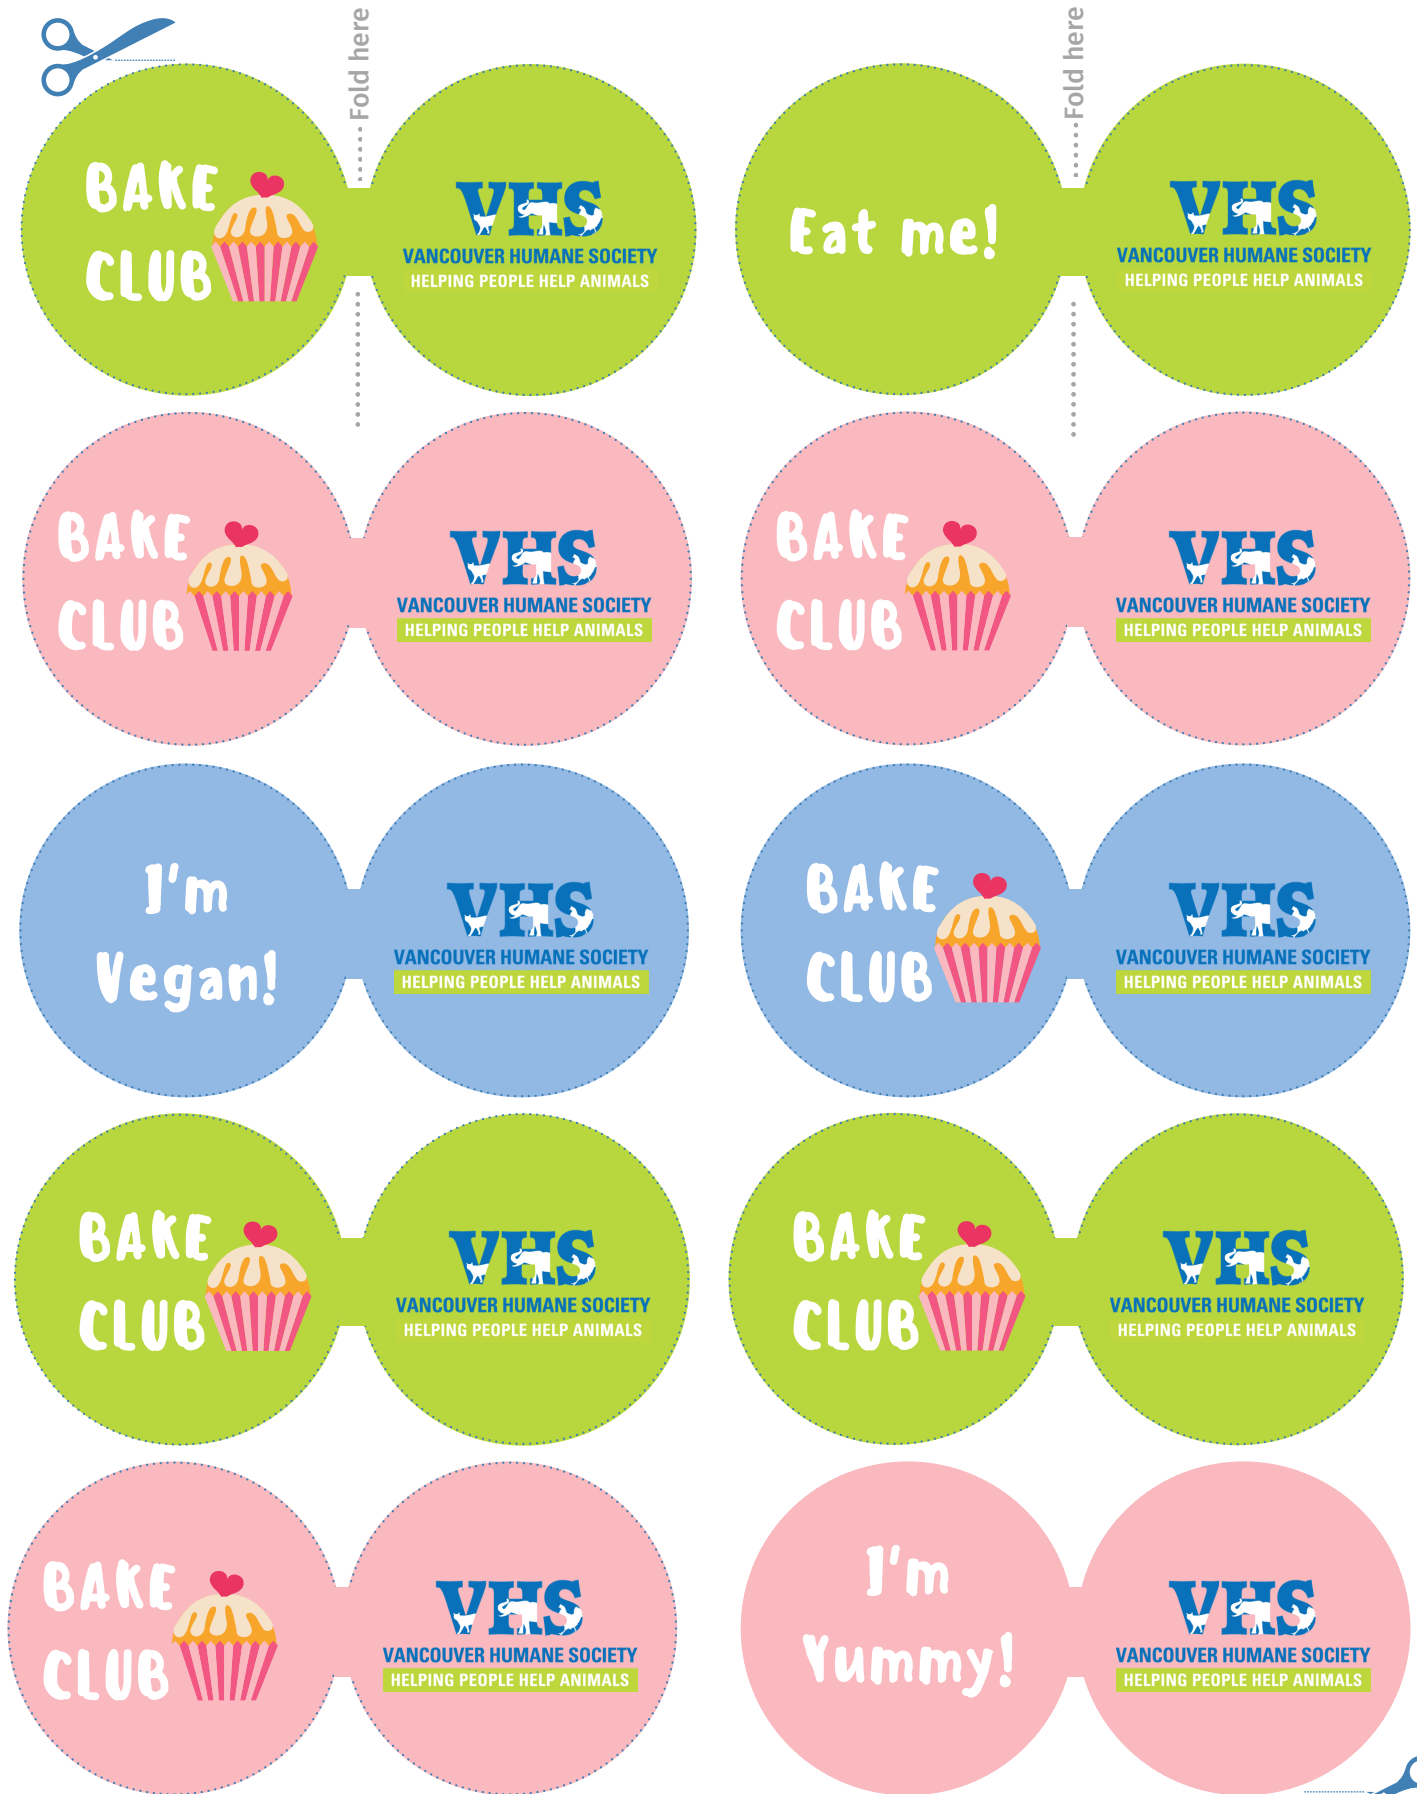 Fold here
Fold here
BAKE
CLUB
VHS
VANCOUVER HUMANE SOCIETY
HELPING PEOPLE HELP ANIMALS
Eat me!
VHS
VANCOUVER HUMANE SOCIETY
HELPING PEOPLE HELP ANIMALS
BAKE
CLUB
VHS
VANCOUVER HUMANE SOCIETY
HELPING PEOPLE HELP ANIMALS
BAKE
CLUB
VHS
VANCOUVER HUMANE SOCIETY
HELPING PEOPLE HELP ANIMALS
I'm
Vegan!
VHS
VANCOUVER HUMANE SOCIETY
HELPING PEOPLE HELP ANIMALS
BAKE
CLUB
VHS
VANCOUVER HUMANE SOCIETY
HELPING PEOPLE HELP ANIMALS
BAKE
CLUB
VHS
VANCOUVER HUMANE SOCIETY
HELPING PEOPLE HELP ANIMALS
BAKE
CLUB
VHS
VANCOUVER HUMANE SOCIETY
HELPING PEOPLE HELP ANIMALS
BAKE
CLUB
VHS
VANCOUVER HUMANE SOCIETY
HELPING PEOPLE HELP ANIMALS
I'm
Yummy!
VHS
VANCOUVER HUMANE SOCIETY
HELPING PEOPLE HELP ANIMALS